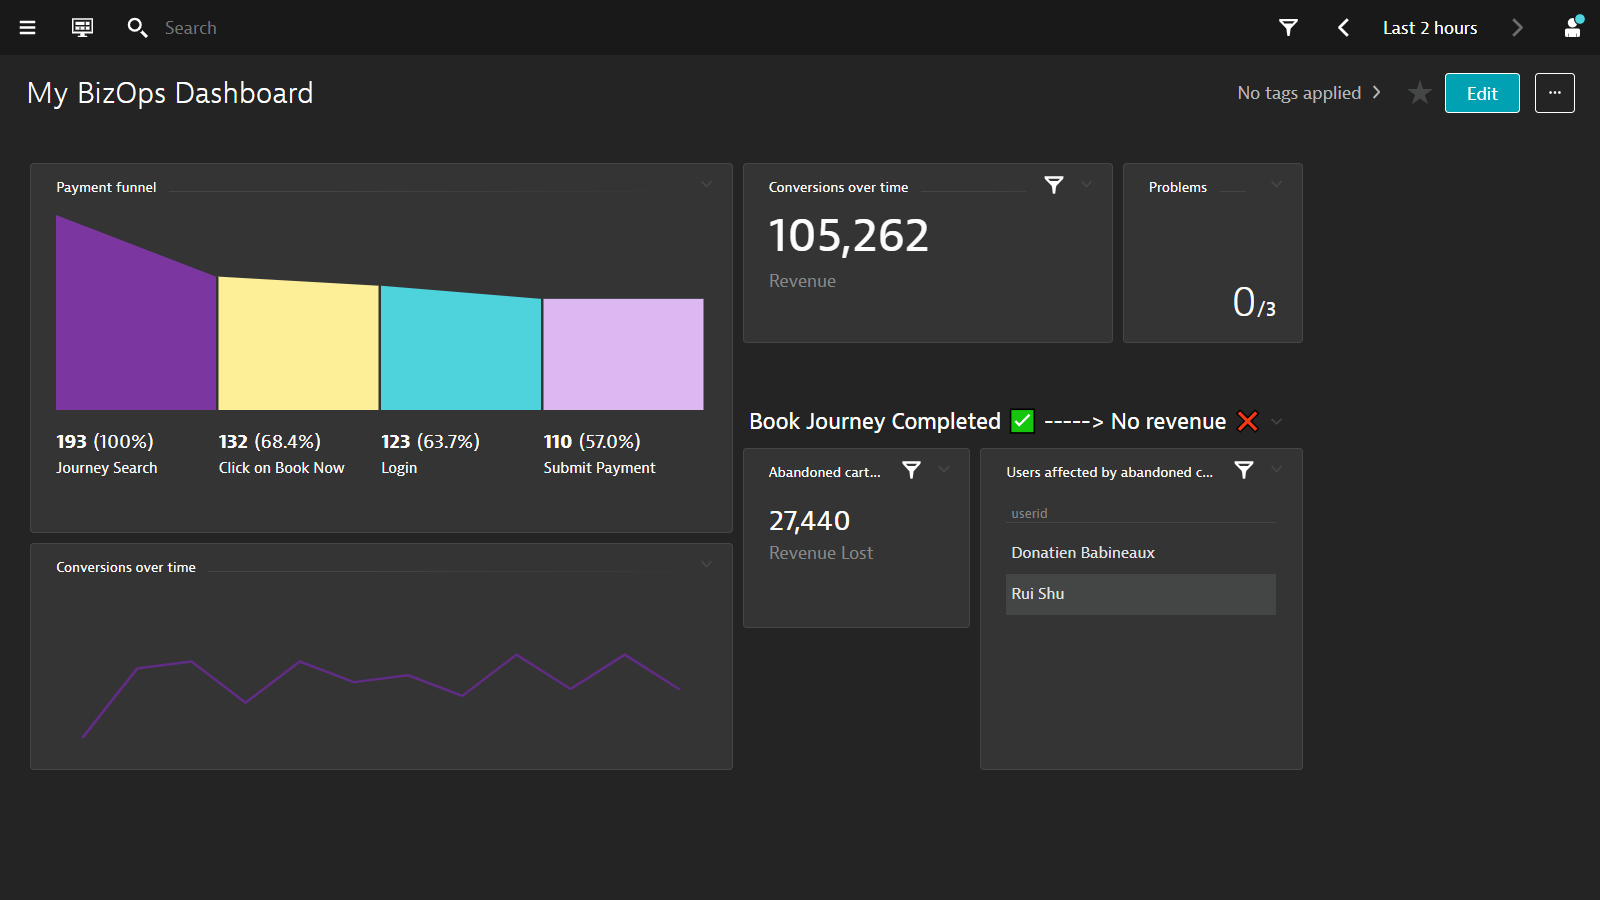 Search
Last 2 hours
My BizOps Dashboard
No tags applied
Edit
...
Payment funnel
193 (100%)
Journey Search
132 (68.4%)
Click on Book Now
123 (63.7%)
Login
110 (57.0%)
Submit Payment
Conversions over time
105,262
Revenue
Problems
0/3
Book Journey Completed ✅ -----> No revenue ❌
Abandoned cart...
27,440
Revenue Lost
Users affected by abandoned c...
userid
Donatien Babineaux
Rui Shu
Conversions over time